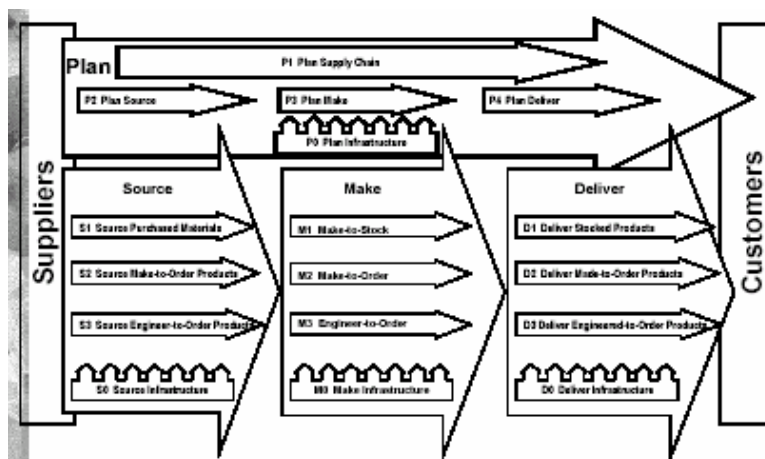 Suppliers
Customers
Plan
P1 Plan Supply Chain
P2 Plan Source
P3 Plan Make
P4 Plan Deliver
P0 Plan Infrastructure
Source
S1 Source Purchased Materials
S2 Source Make-to-Order Products
S3 Source Engineer-to-Order Products
S0 Source Infrastructure
Make
M1 Make-to-Stock
M2 Make-to-Order
M3 Engineer-to-Order
M0 Make Infrastructure
Deliver
D1 Deliver Stocked Products
D2 Deliver Made-to-Order Products
D3 Deliver Engineered-to-Order Products
D0 Deliver Infrastructure